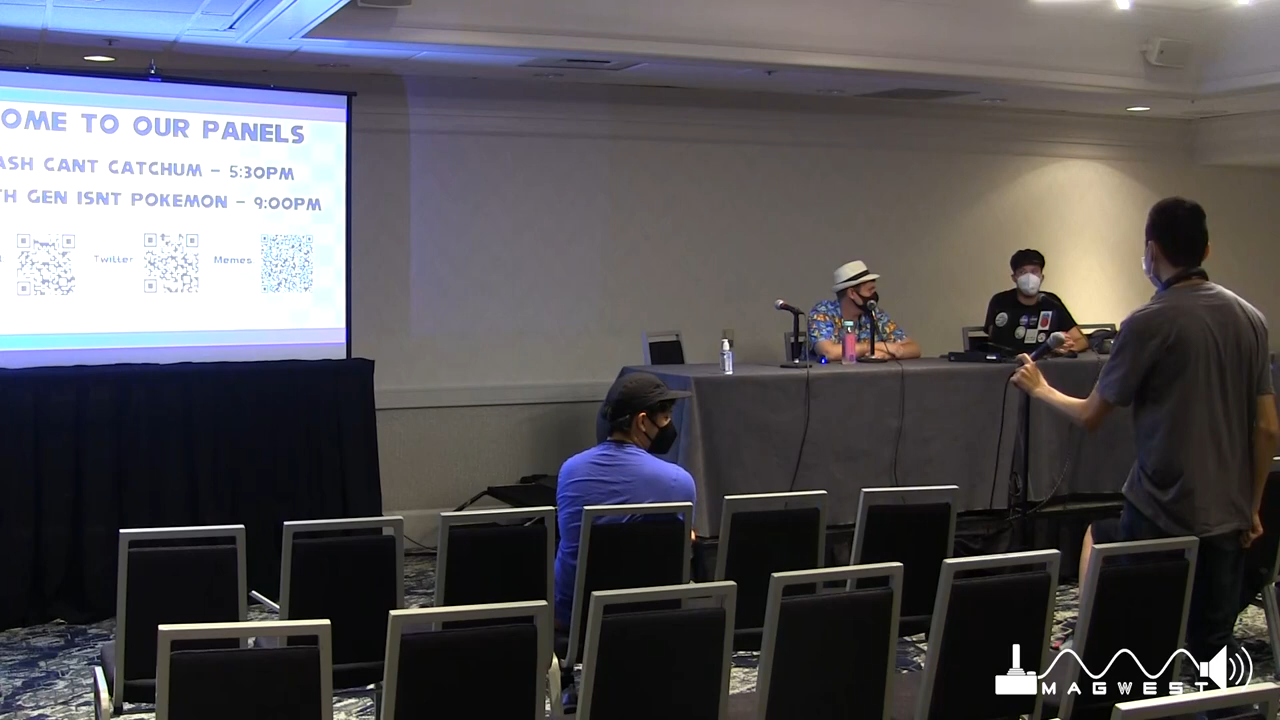 OME TO OUR PANELS
ASH CANT CATCHUM - 5:30PM
TH GEN ISNT POKEMON - 9:00PM
Twitter
Memes
MAGWEST